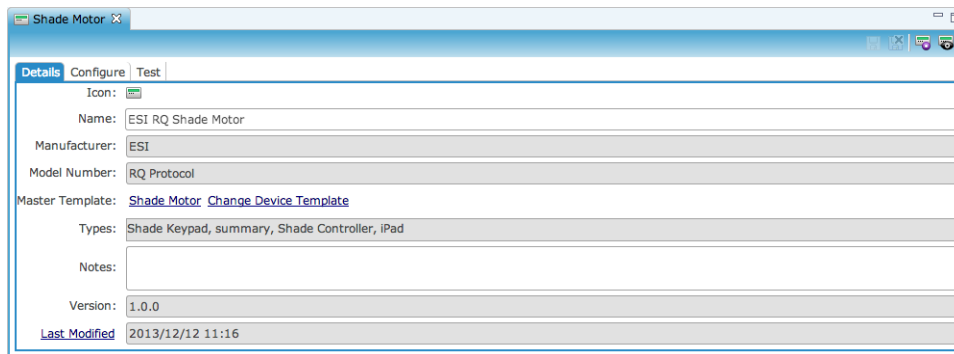 Shade Motor
Details Configure Test
Icon:
Name: ESI RQ Shade Motor
Manufacturer: ESI
Model Number: RQ Protocol
Master Template: Shade Motor Change Device Template
Types: Shade Keypad, summary, Shade Controller, iPad
Notes:
Version: 1.0.0
Last Modified 2013/12/12 11:16